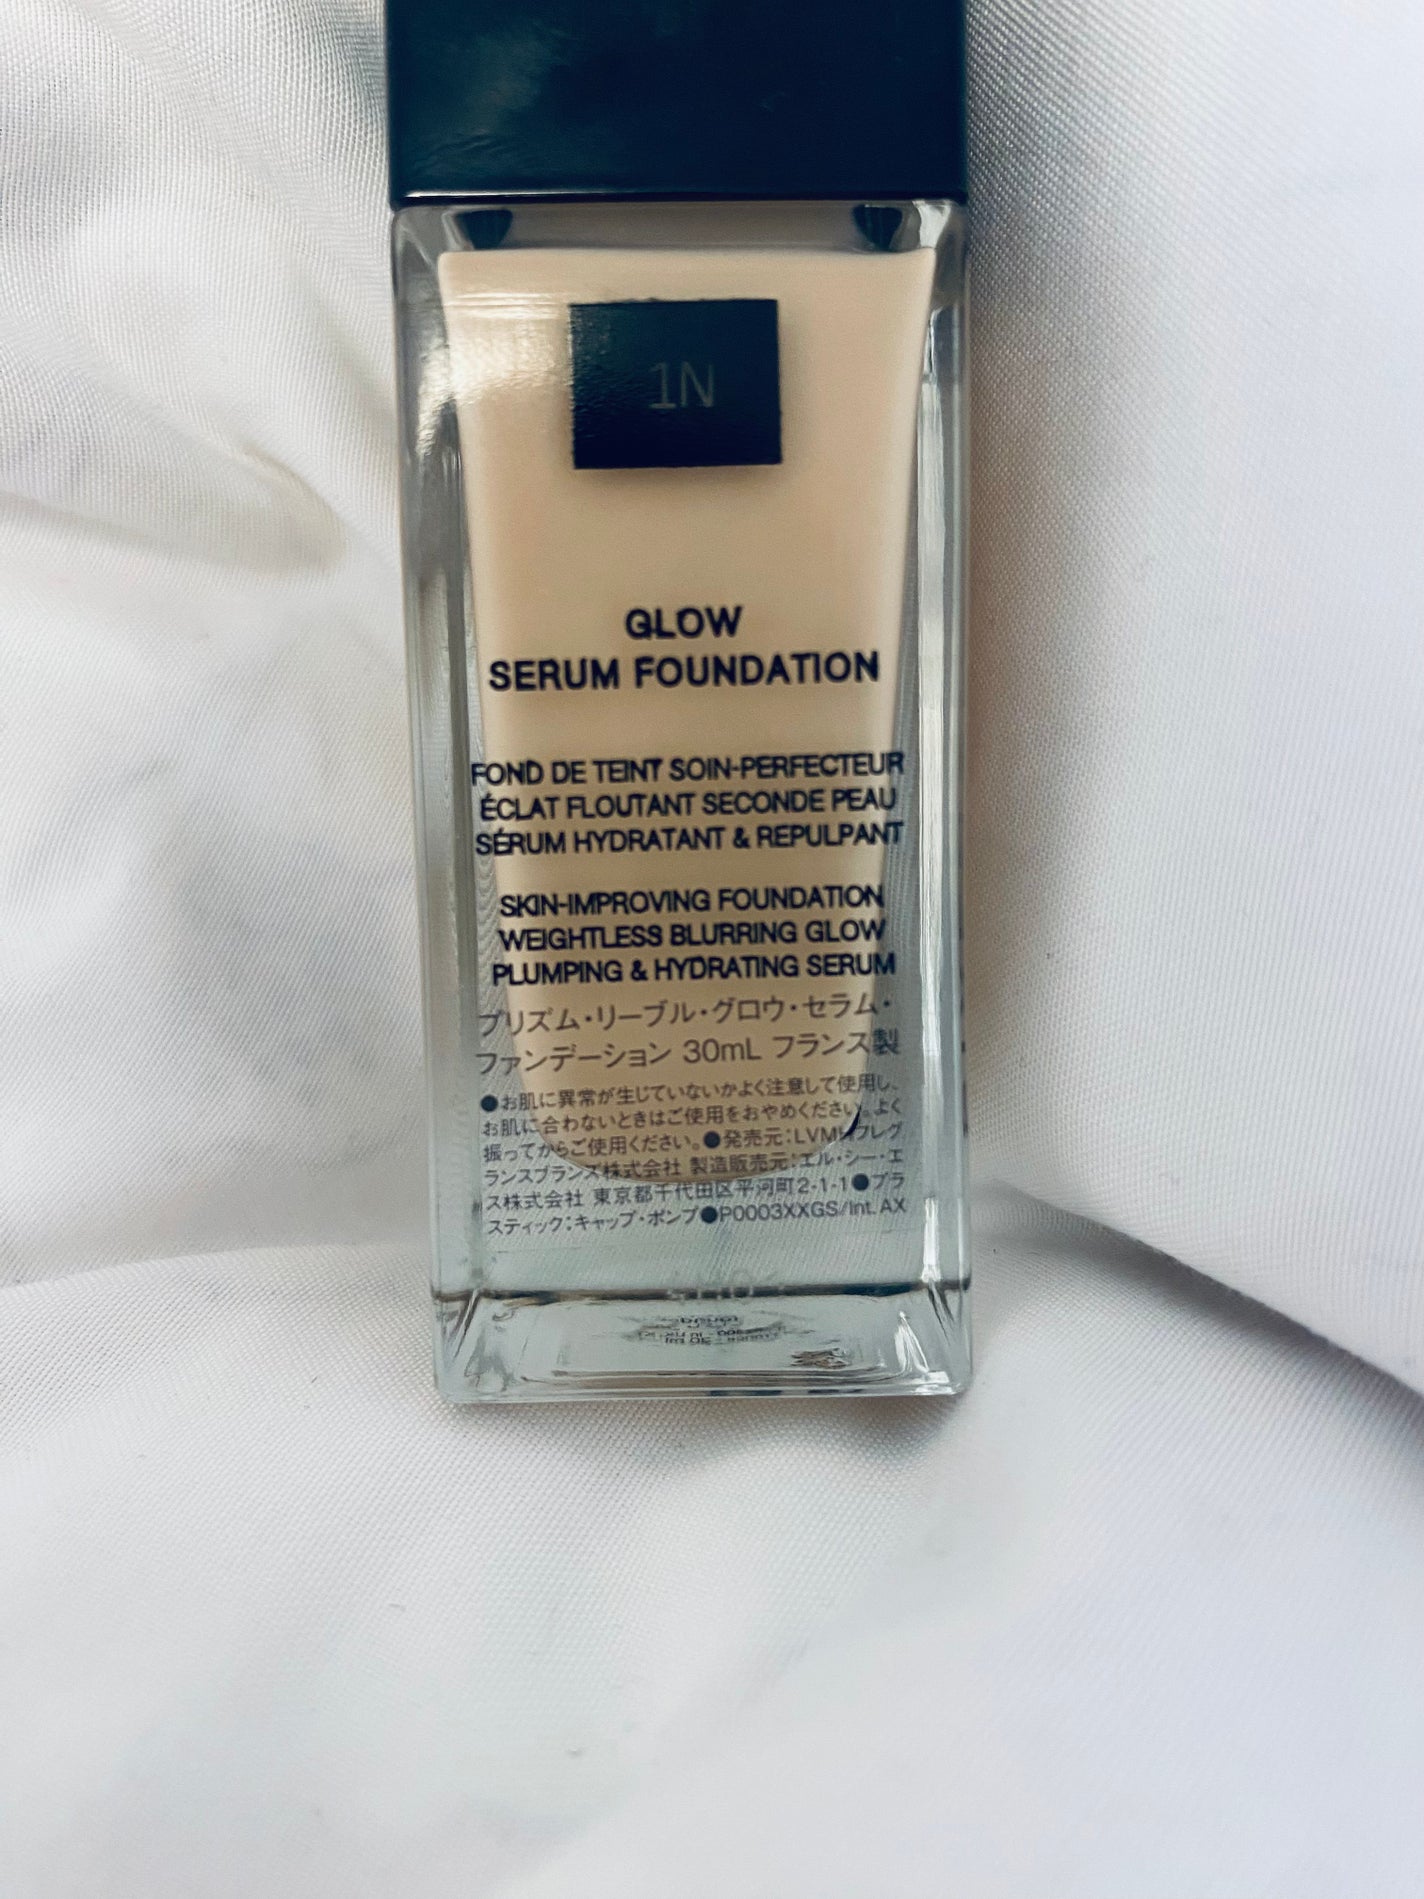 1N
GLOW
SERUM FOUNDATION
FOND DE TEINT SOIN-PERFECTEUR
ÉCLAT FLOUTANT SECONDE PEAU
SÉRUM HYDRATANT & REPULPANT
SKIN-IMPROVING FOUNDATION
WEIGHTLESS BLURRING GLOW
PLUMPING & HYDRATING SERUM
プリズム・リーブル・グロウ・セラム・
ファンデーション 30mL フランス製
●お肌に異常が生じていないかよく注意して使用し、
お肌に合わないときはご使用をおやめください。よく
振ってからご使用ください。●発売元:LVMHフレグ
ランスブランズ株式会社 製造販売元:エル・シー・エ
ス株式会社 東京都千代田区平河町2-1-1●プラ
スティック:キャップ・ポンプ●P0003XXGS/Int. AX